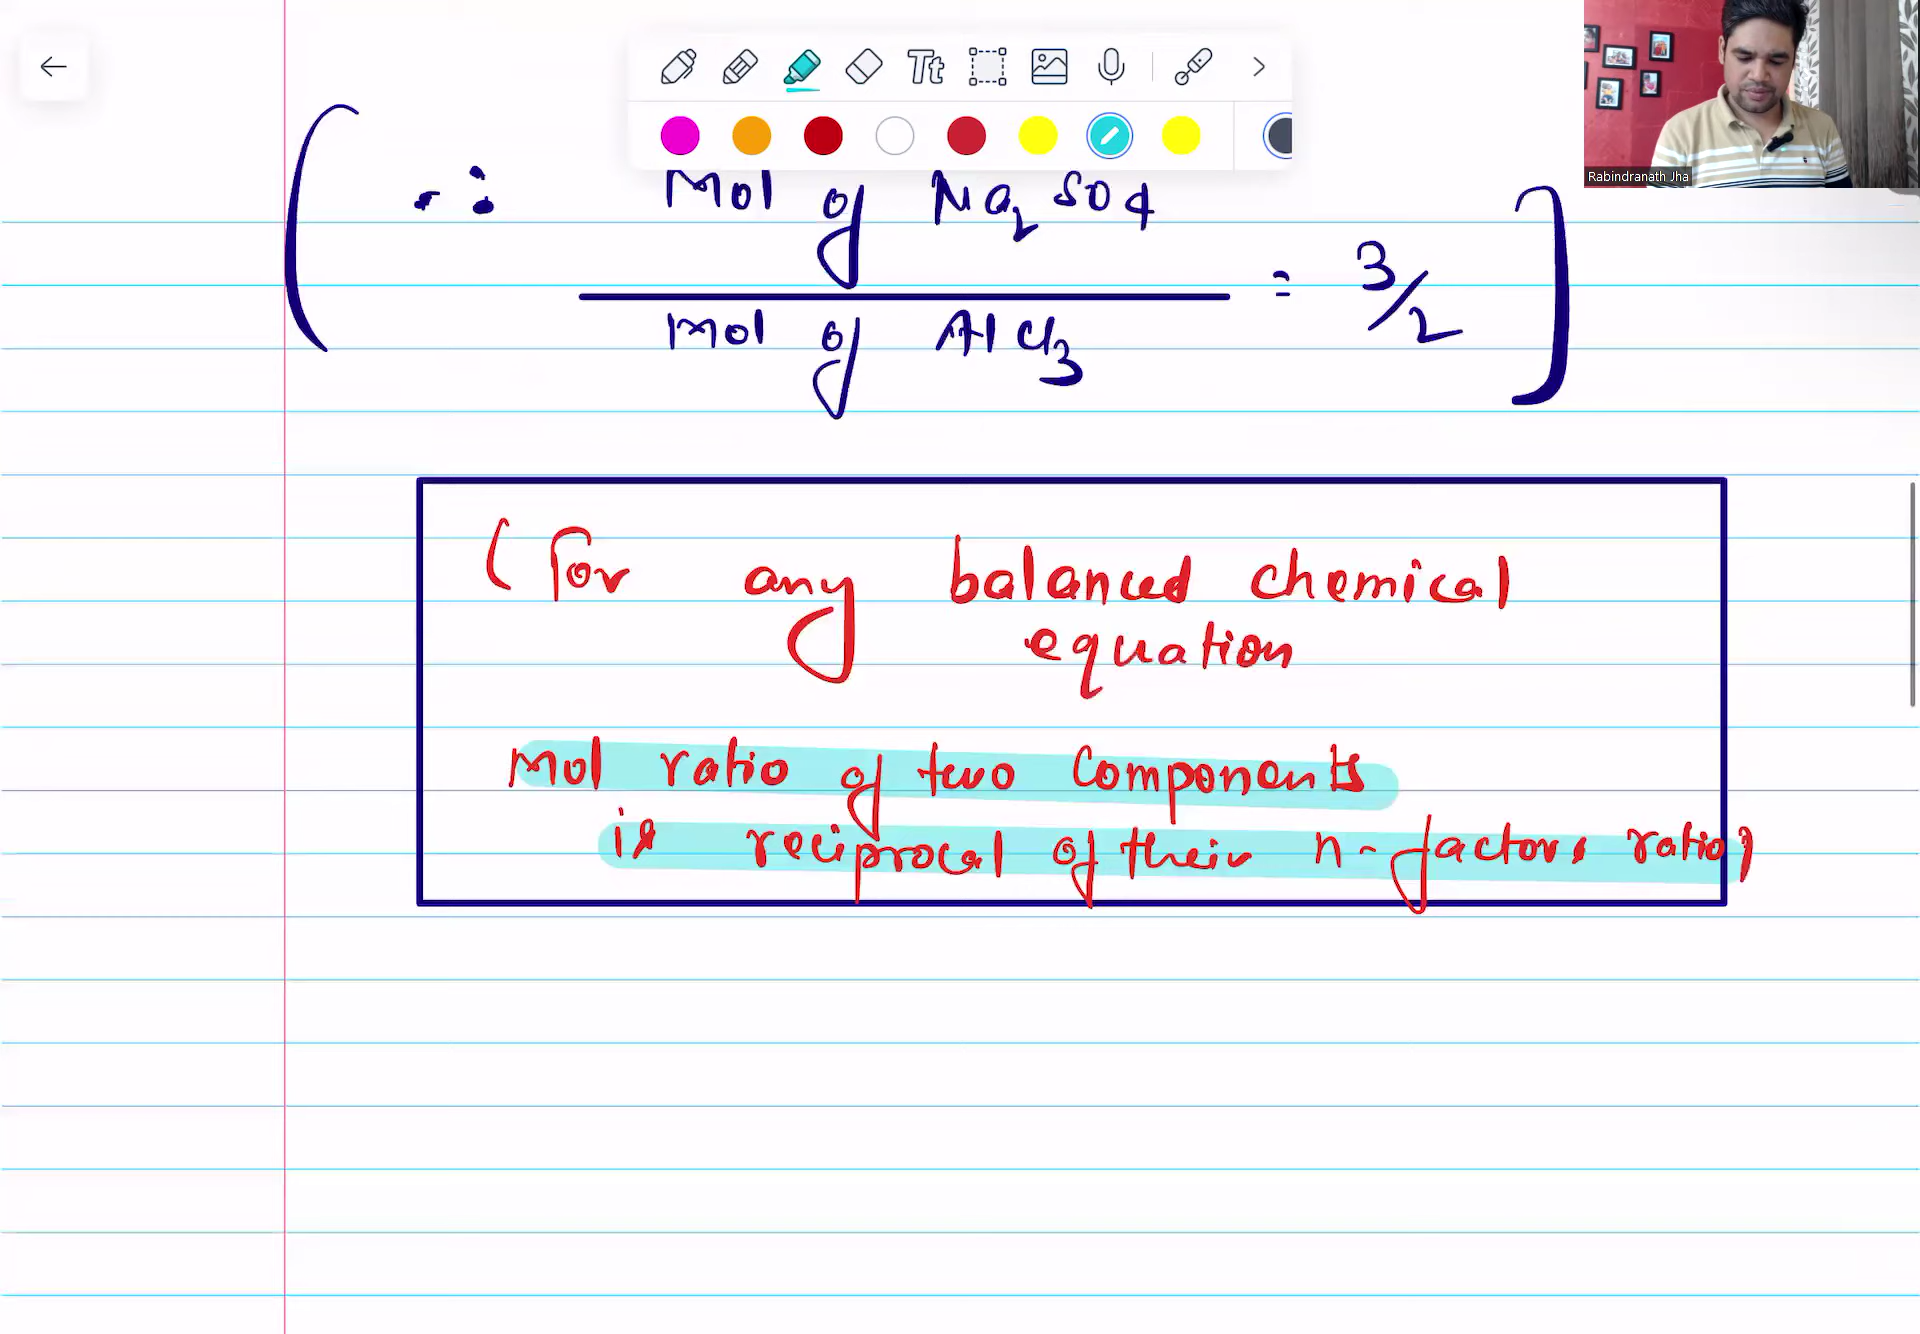 Tt
Rabindranath Jha
∴ Mol of Na2SO4
= 3/2
Mol of AlCl3
(For any balanced chemical
equation
Mol ratio of two components
is reciprocal of their n-factors ratio)